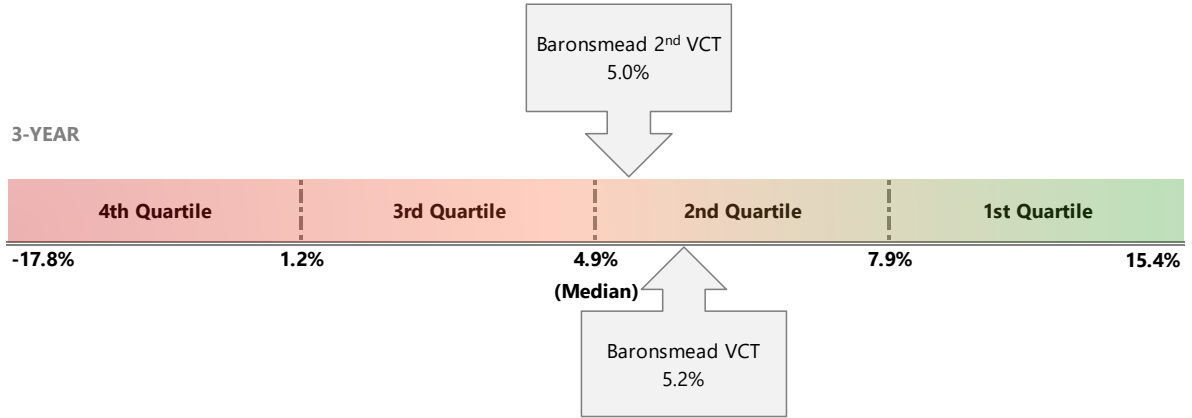 Baronsmead 2nd VCT
5.0%
3-YEAR
4th Quartile 3rd Quartile 2nd Quartile 1st Quartile
-17.8% 1.2% 4.9% 7.9% 15.4%
(Median)
Baronsmead VCT
5.2%